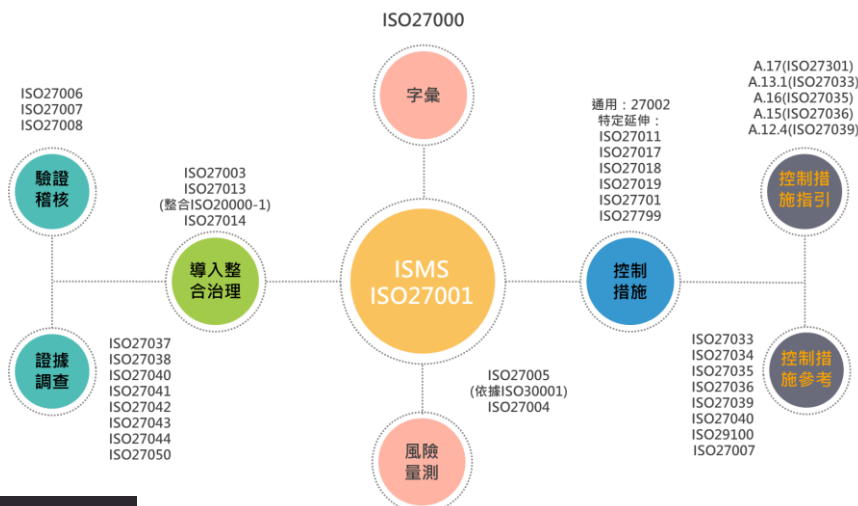 ISO27000
字彙
ISO27006
ISO27007
ISO27008
驗證
稽核
ISO27003
ISO27013
(整合ISO20000-1)
ISO27014
導入整
合治理
ISMS
ISO27001
通用：27002
特定延伸：
ISO27011
ISO27017
ISO27018
ISO27019
ISO27701
ISO27799
控制
措施
A.17(ISO27301)
A.13.1(ISO27033)
A.16(ISO27035)
A.15(ISO27036)
A.12.4(ISO27039)
控制措
施指引
證據
調查
ISO27037
ISO27038
ISO27040
ISO27041
ISO27042
ISO27043
ISO27044
ISO27050
ISO27005
(依據ISO30001)
ISO27004
風險
量測
ISO27033
ISO27034
ISO27035
ISO27036
ISO27039
ISO27040
ISO29100
ISO27007
控制措
施參考